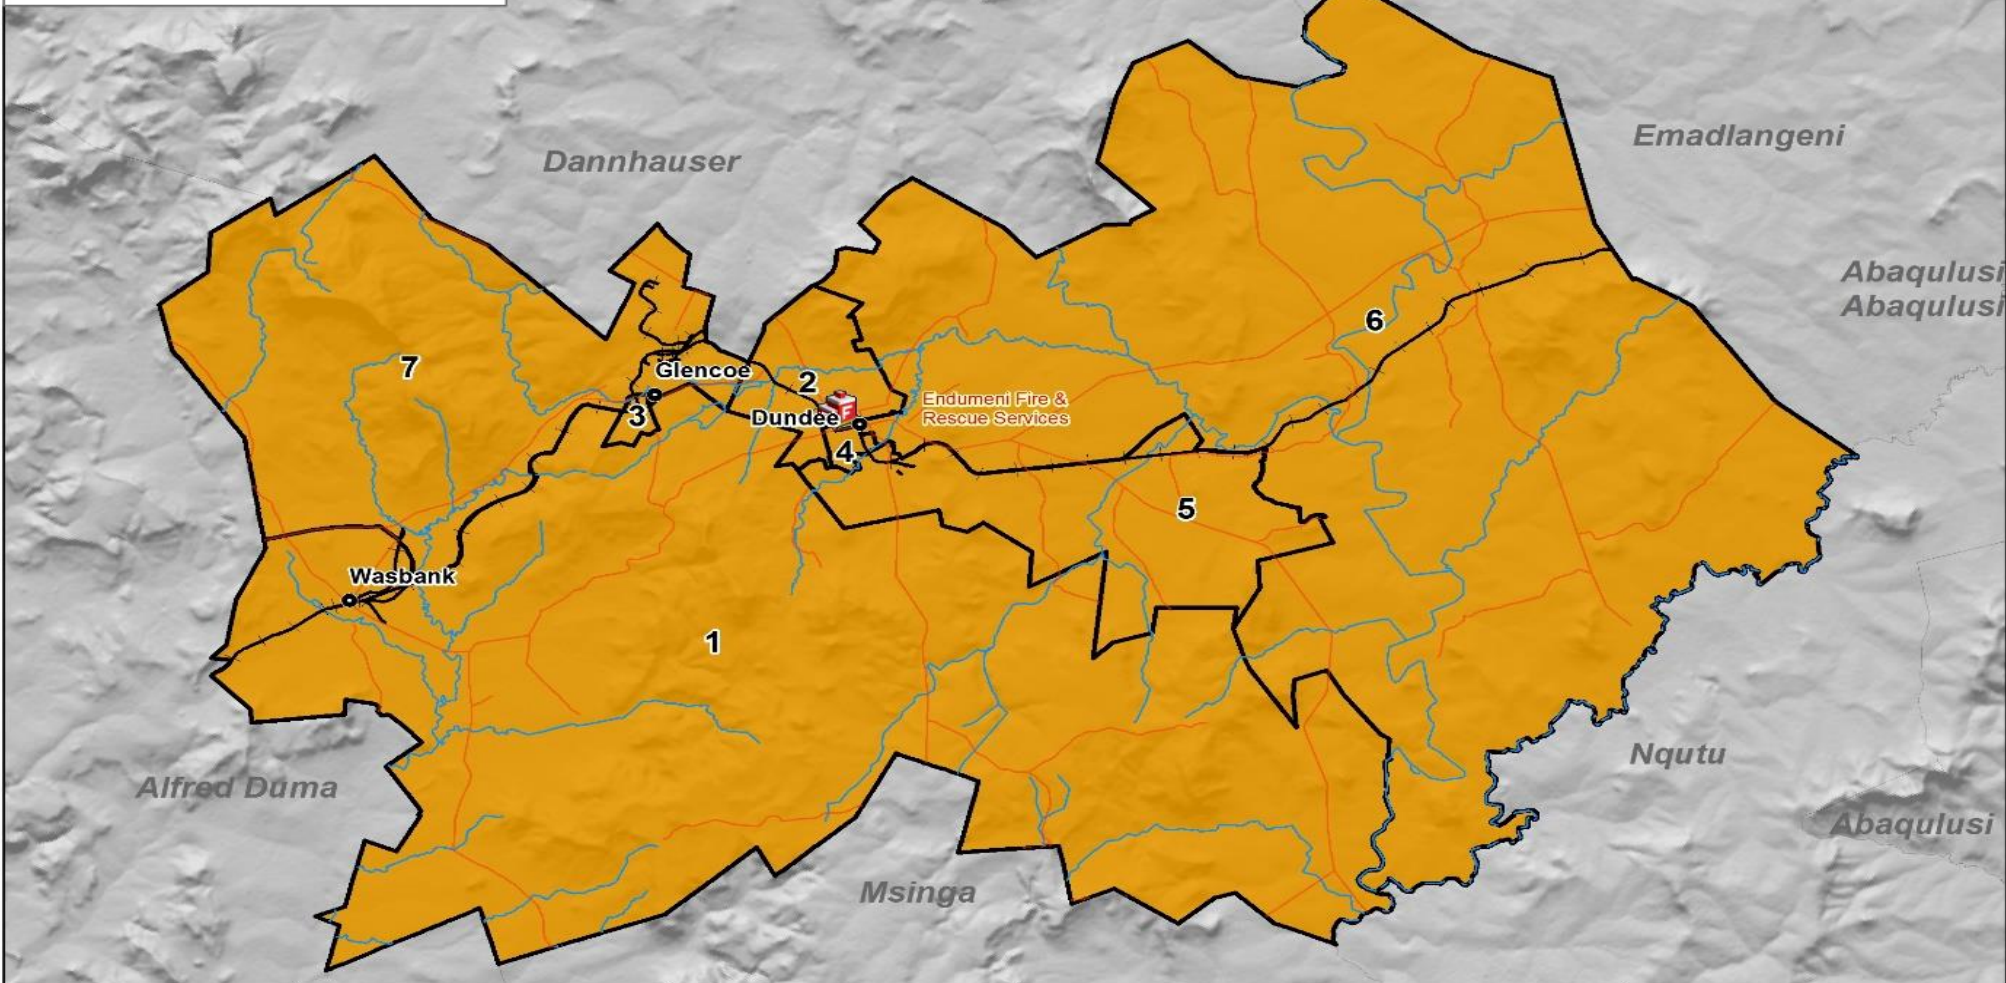 Emadlangeni
Dannhauser
Abaqulusi
Abaqulusi
6
7
Glencoe
2
Endumeni Fire &
Rescue Services
3
Dundee
F
4
5
Wasbank
1
Nqutu
Alfred Duma
Abaqulusi
Msinga